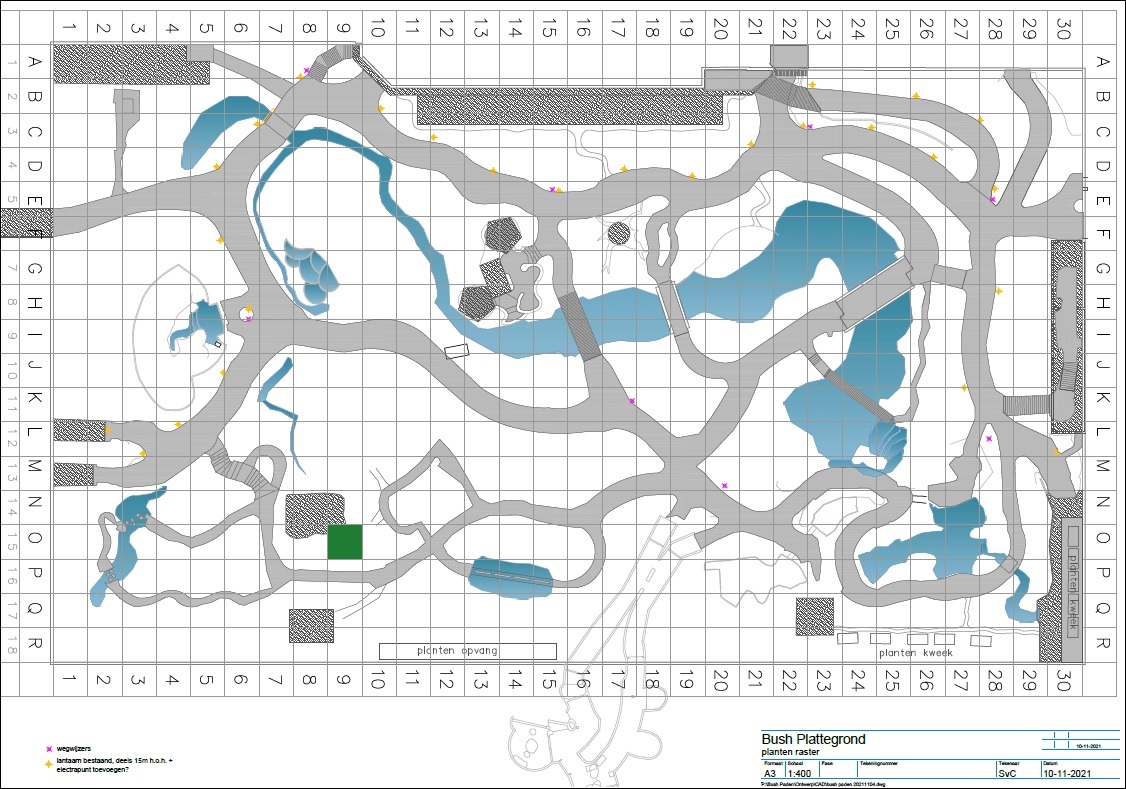 1 2 3 4 5 6 7 8 9 10 11 12 13 14 15 16 17 18 19 20 21 22 23 24 25 26 27 28 29 30
1 A A
2 B B
3 C C
4 D D
5 E E
6 F F
7 G G
8 H H
9 I I
10 J J
11 K K
12 L L
13 M M
14 N N
15 O O
16 P P
17 Q Q
18 R R
planten kweek
planten opvang
planten kweek
1 2 3 4 5 6 7 8 9 10 11 12 13 14 15 16 17 18 19 20 21 22 23 24 25 26 27 28 29 30
wegwijzers
lantaarn bestaand, deels 15m h.o.h. +
electrapunt toevoegen?
Bush Plattegrond
planten raster
10-11-2021
Formaat Schaal Fase Tekeningnummer Tekenaar Datum
A3 1:400 SvC 10-11-2021
P:\Bush Paden\Ontwerp\CAD\bush paden 20211104.dwg